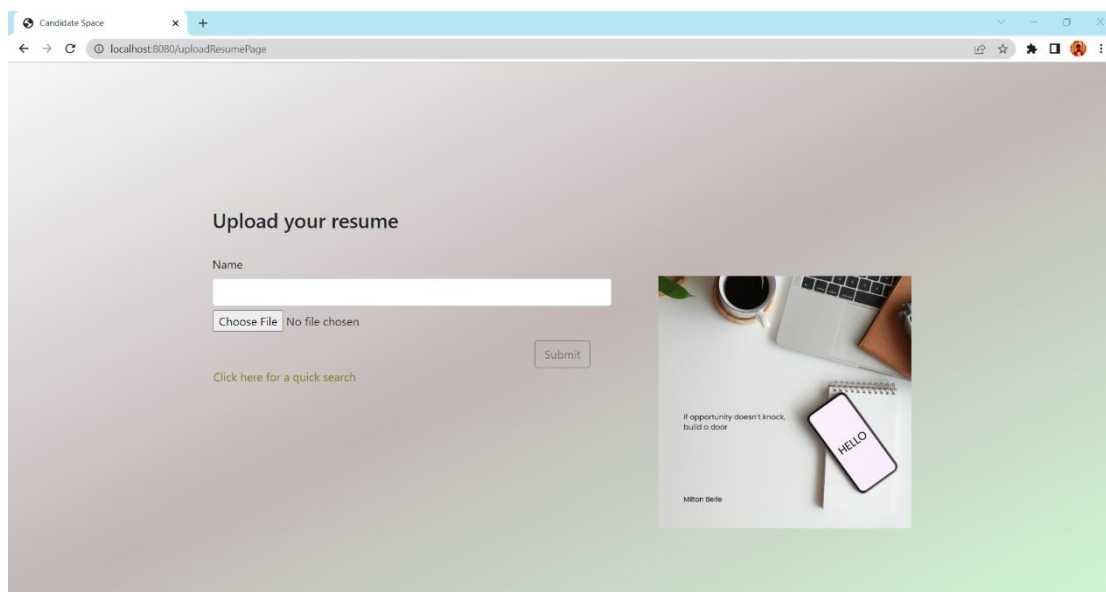 Candidate Space
localhost:8080/uploadResumePage
Upload your resume
Name
Choose File No file chosen
Submit
Click here for a quick search
If opportunity doesn't knock,
build a door
HELLO
Milton Berle